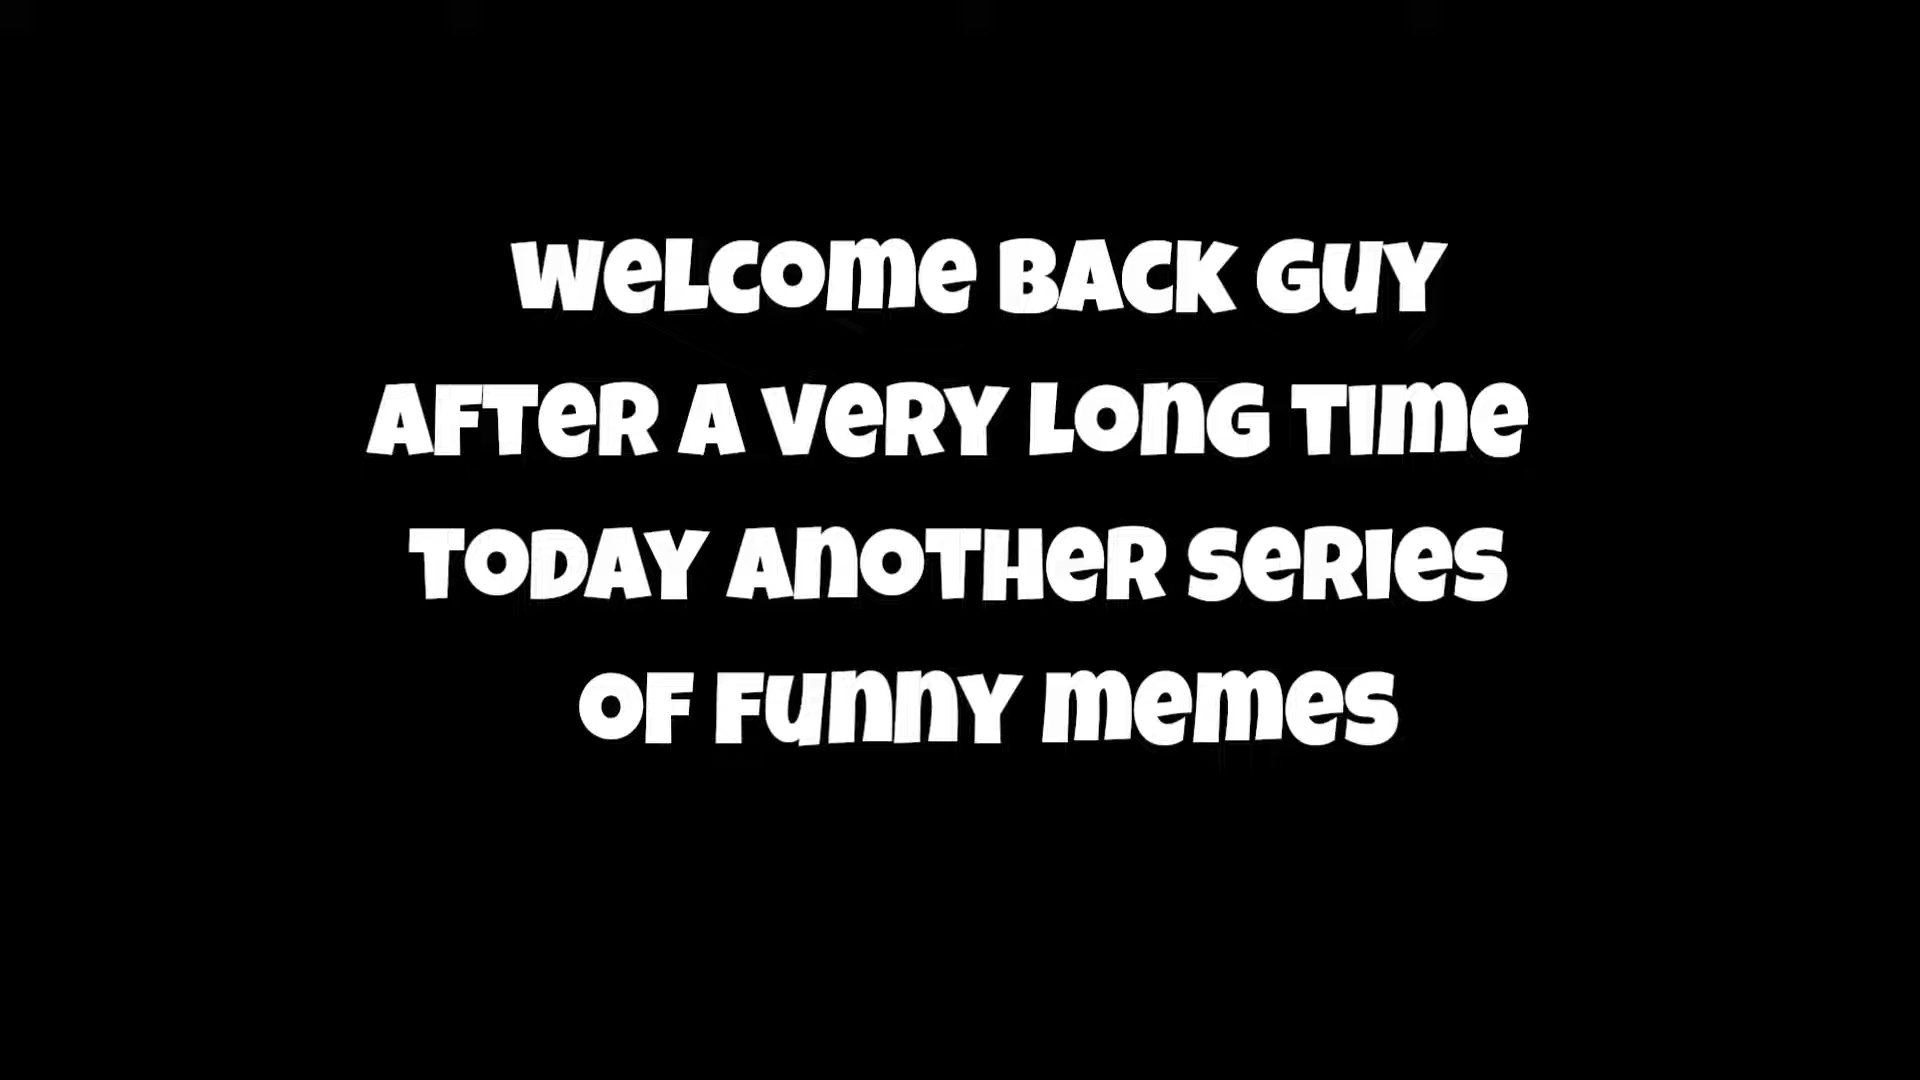 Welcome Back Guy
After a very long time
Today another series
of funny memes